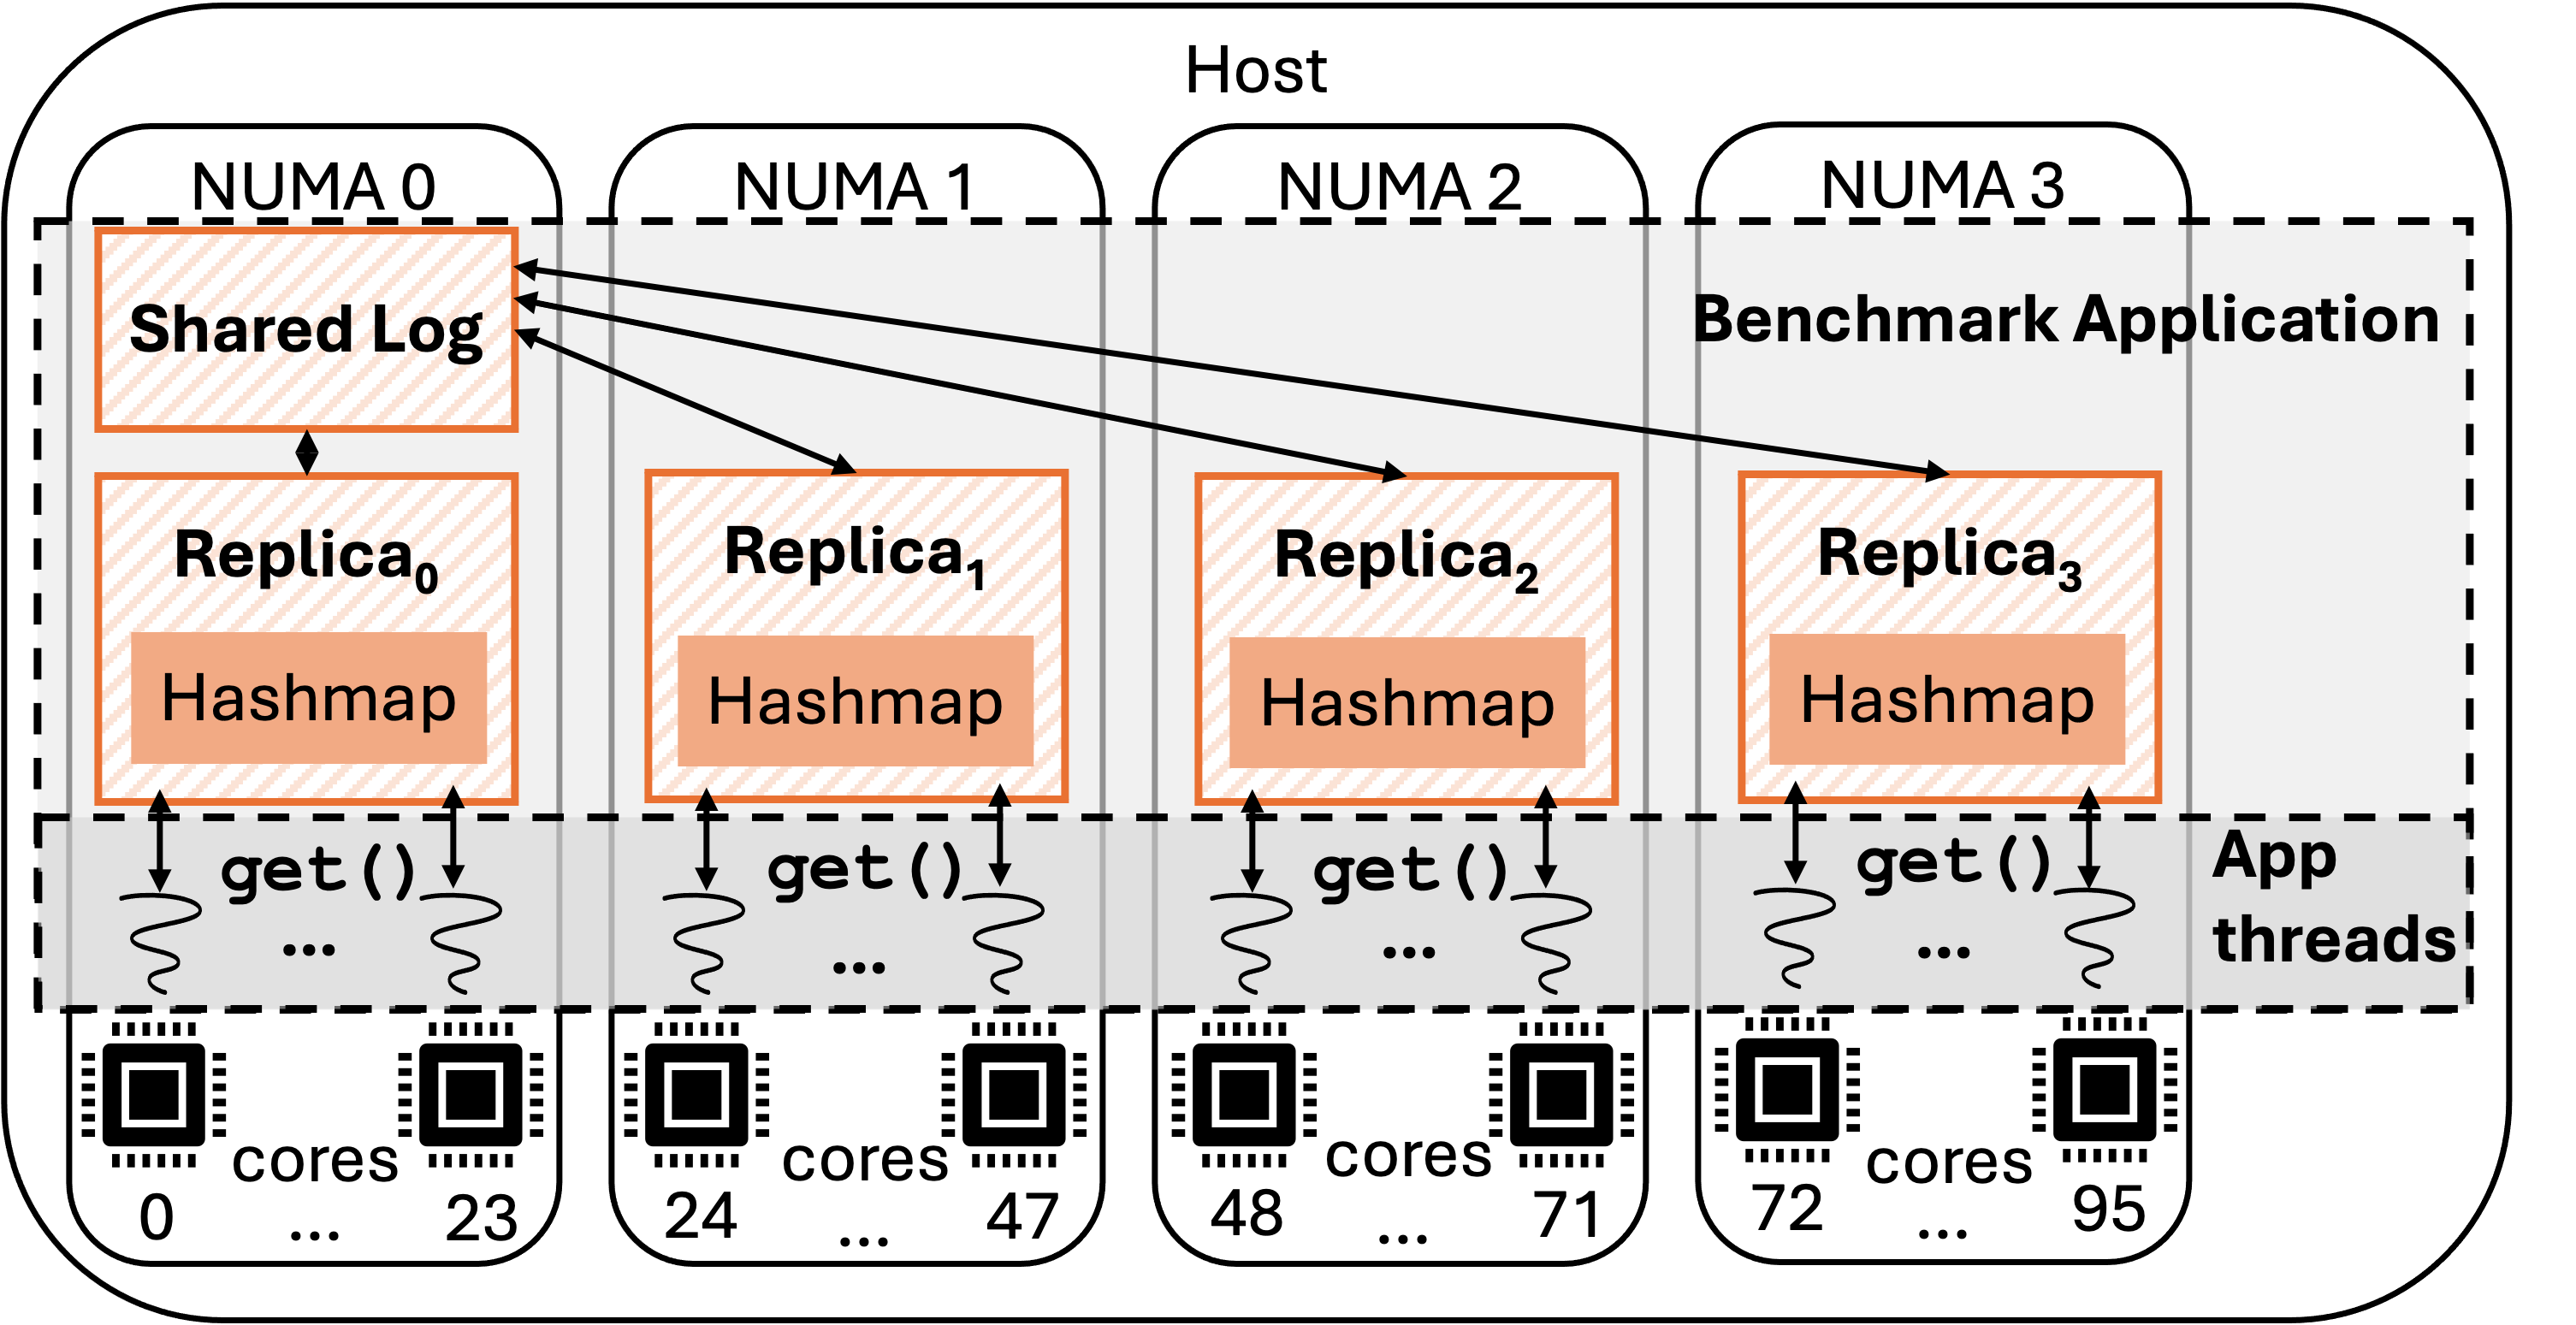 Host
NUMA 0
NUMA 1
NUMA 2
NUMA 3
Shared Log
Benchmark Application
Replica0
Replica1
Replica2
Replica3
Hashmap
Hashmap
Hashmap
Hashmap
get()
get()
get()
get()
App
threads
...
...
...
...
cores
cores
cores
cores
0 ... 23
24 ... 47
48 ... 71
72 ... 95